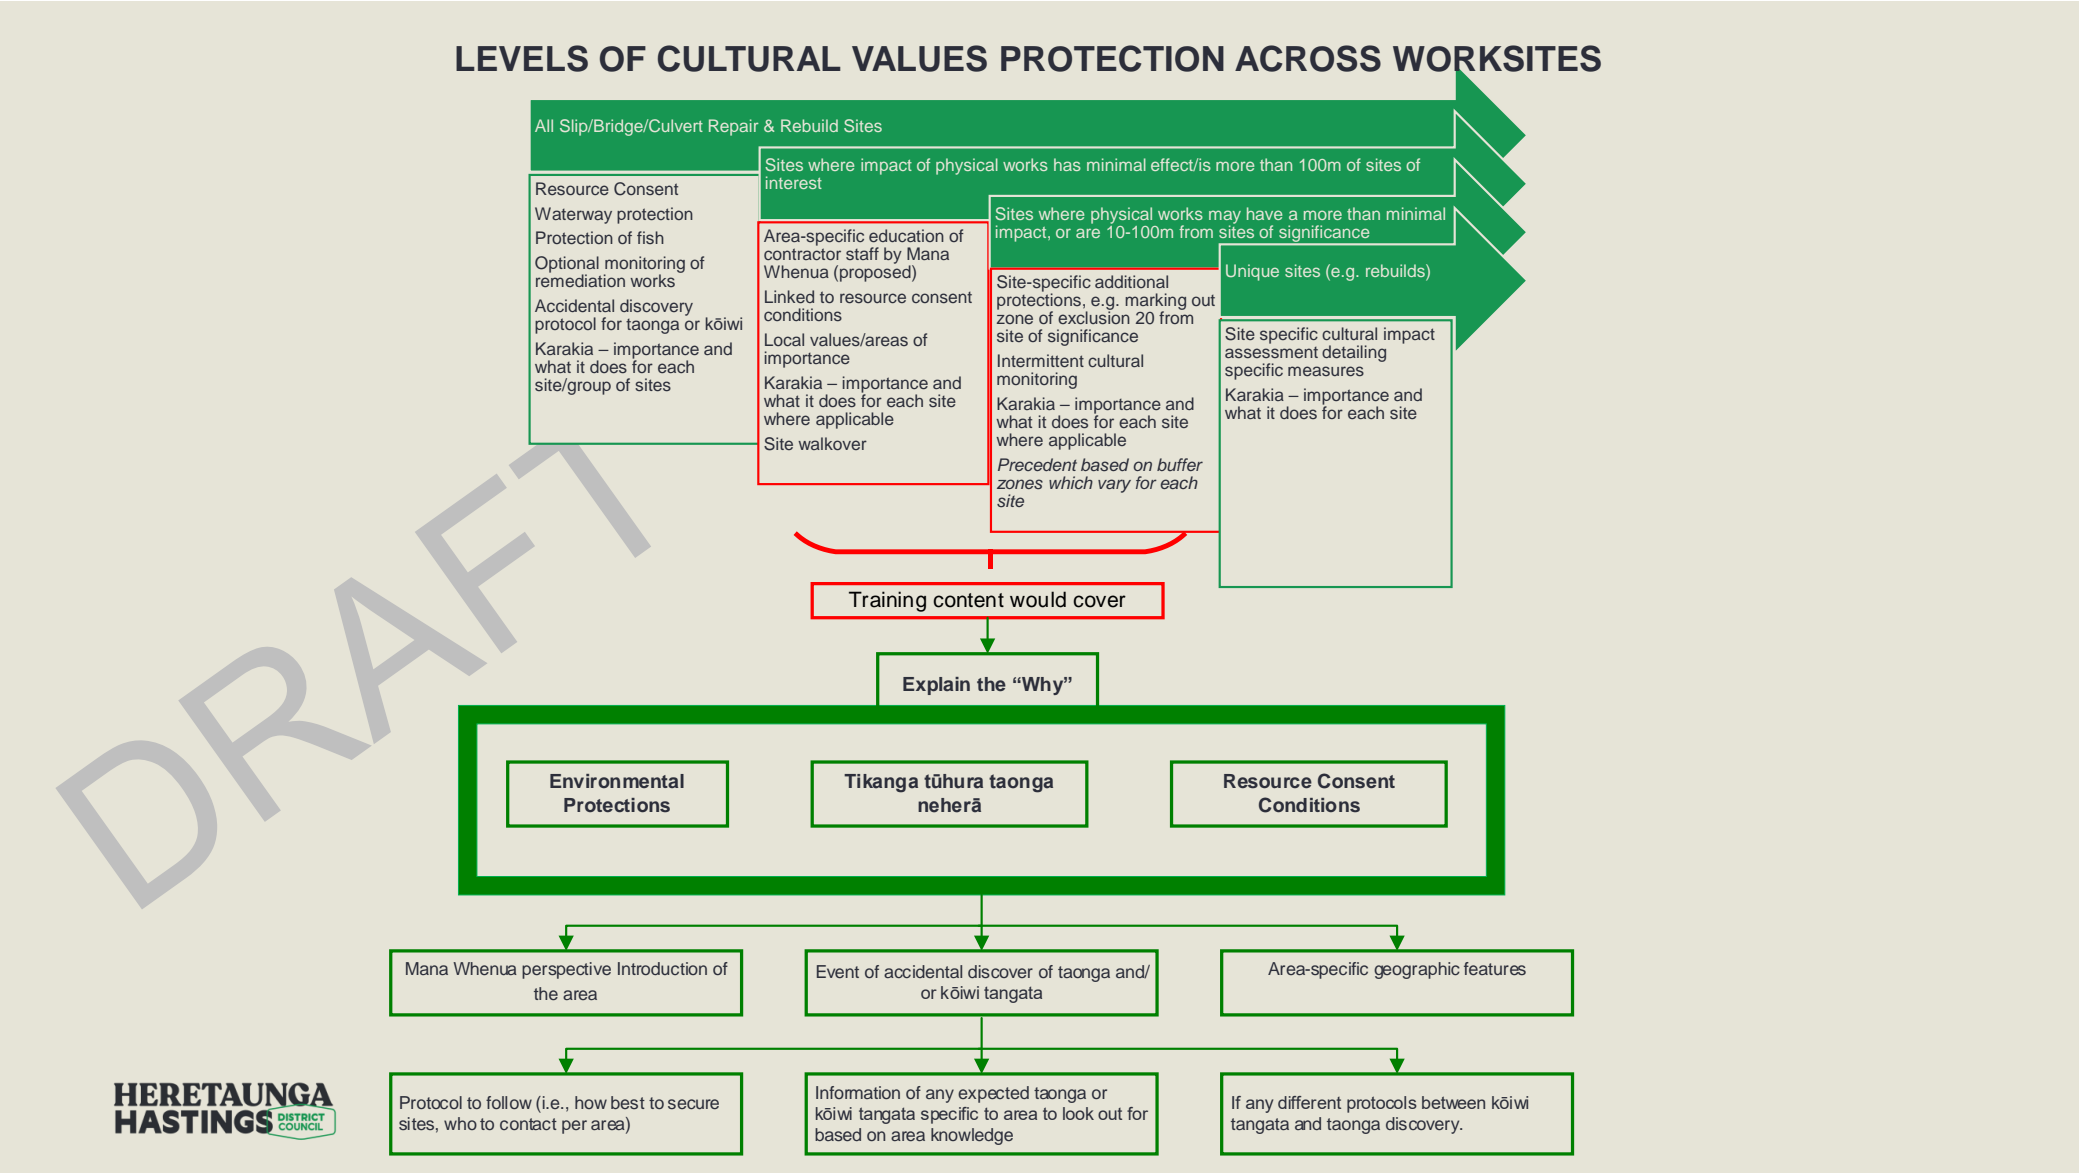 LEVELS OF CULTURAL VALUES PROTECTION ACROSS WORKSITES
All Slip/Bridge/Culvert Repair & Rebuild Sites
Resource Consent
Waterway protection
Protection of fish
Optional monitoring of
remediation works
Accidental discovery
protocol for taonga or kōiwi
Karakia – importance and
what it does for each
site/group of sites
Sites where impact of physical works has minimal effect/is more than 100m of sites of
interest
Area-specific education of
contractor staff by Mana
Whenua (proposed)
Linked to resource consent
conditions
Local values/areas of
importance
Karakia – importance and
what it does for each site
where applicable
Site walkover
Sites where physical works may have a more than minimal
impact, or are 10-100m from sites of significance
Site-specific additional
protections, e.g. marking out
zone of exclusion 20 from
site of significance
Intermittent cultural
monitoring
Karakia – importance and
what it does for each site
where applicable
Precedent based on buffer
zones which vary for each
site
Unique sites (e.g. rebuilds)
Site specific cultural impact
assessment detailing
specific measures
Karakia – importance and
what it does for each site
DRAFT
Training content would cover
Explain the “Why”
Environmental
Protections
Tikanga tūhura taonga
neherā
Resource Consent
Conditions
Mana Whenua perspective Introduction of
the area
Event of accidental discover of taonga and/
or kōiwi tangata
Area-specific geographic features
Protocol to follow (i.e., how best to secure
sites, who to contact per area)
Information of any expected taonga or
kōiwi tangata specific to area to look out for
based on area knowledge
If any different protocols between kōiwi
tangata and taonga discovery.
HERETAUNGA
HASTINGS
DISTRICT
COUNCIL